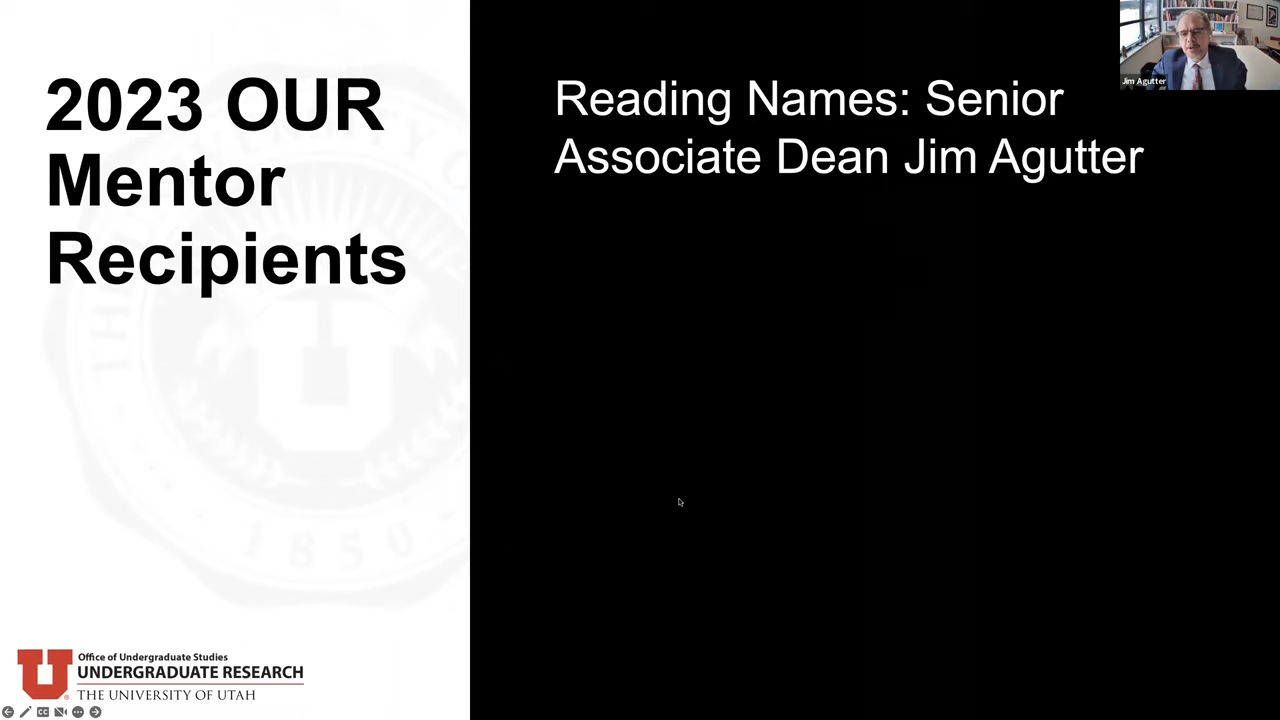 2023 OUR
Mentor
Recipients
Reading Names: Senior
Associate Dean Jim Agutter
Jim Agutter
1850
U
Office of Undergraduate Studies
UNDERGRADUATE RESEARCH
THE UNIVERSITY OF UTAH